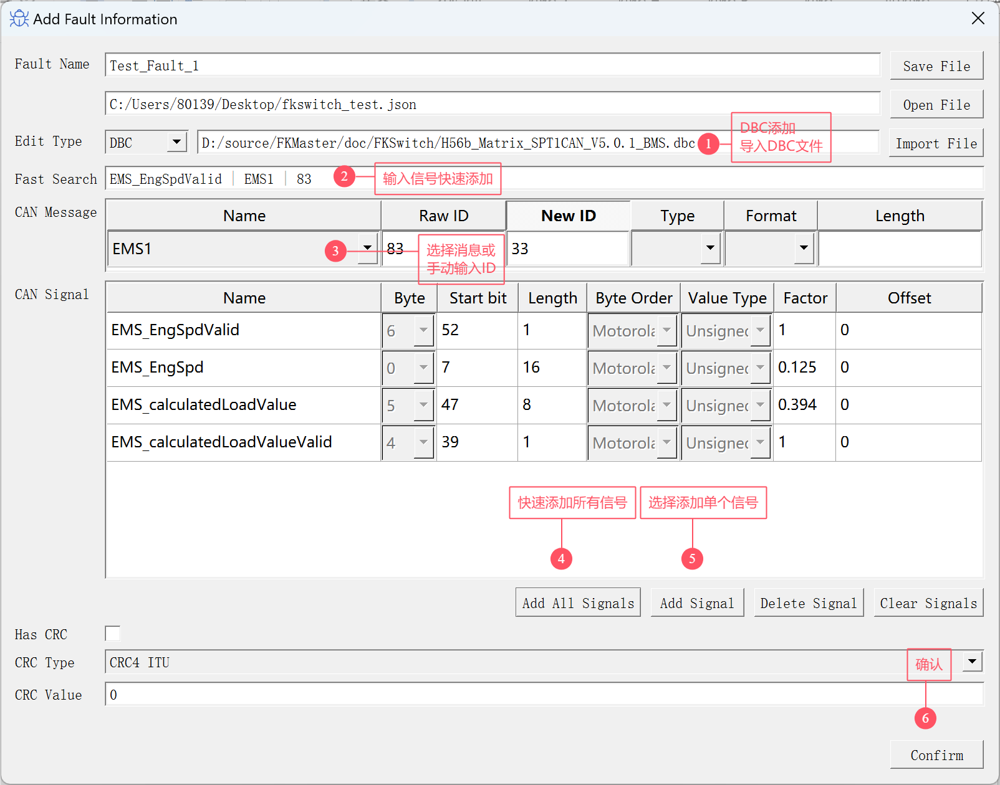 Add Fault Information
Fault Name
Test_Fault_1
Save File
C:/Users/80139/Desktop/fkswitch_test.json
Open File
Edit Type
DBC
D:/source/FKMaster/doc/FKSwitch/H56b_Matrix_SPT1CAN_V5.0.1_BMS.dbc
1
DBC添加
导入DBC文件
Import File
Fast Search
EMS_EngSpdValid | EMS1 | 83
2
输入信号快速添加
CAN Message
Name Raw ID New ID Type Format Length
EMS1 83 33
3
选择消息或
手动输入ID
CAN Signal
Name Byte Start bit Length Byte Order Value Type Factor Offset
EMS_EngSpdValid 6 52 1 Motorola Unsigned 1 0
EMS_EngSpd 0 7 16 Motorola Unsigned 0.125 0
EMS_calculatedLoadValue 5 47 8 Motorola Unsigned 0.394 0
EMS_calculatedLoadValueValid 4 39 1 Motorola Unsigned 1 0
快速添加所有信号
选择添加单个信号
4
5
Add All Signals
Add Signal
Delete Signal
Clear Signals
Has CRC
CRC Type
CRC4 ITU
确认
CRC Value
0
6
Confirm